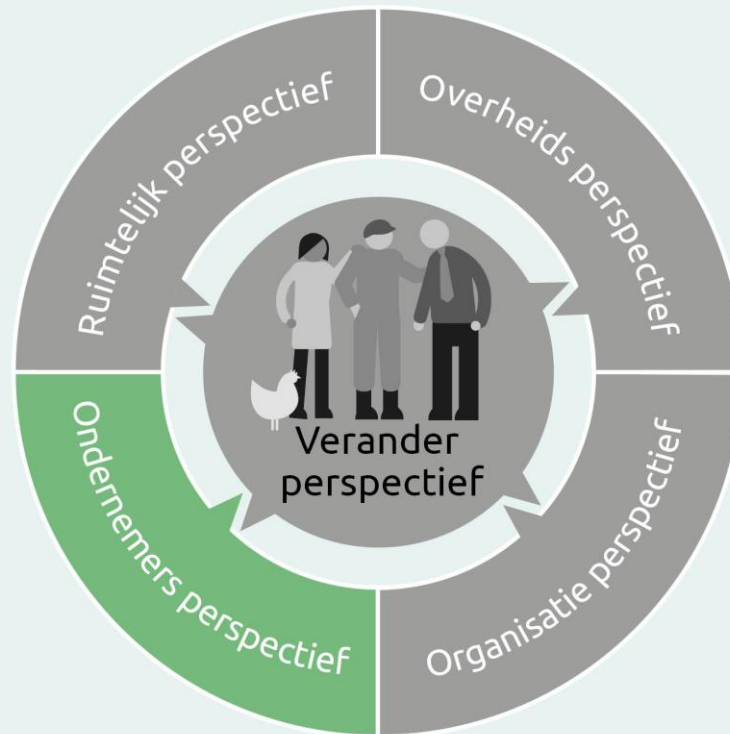 Ruimtelijk perspectief
Overheids perspectief
Verander
perspectief
Ondernemers perspectief
Organisatie perspectief